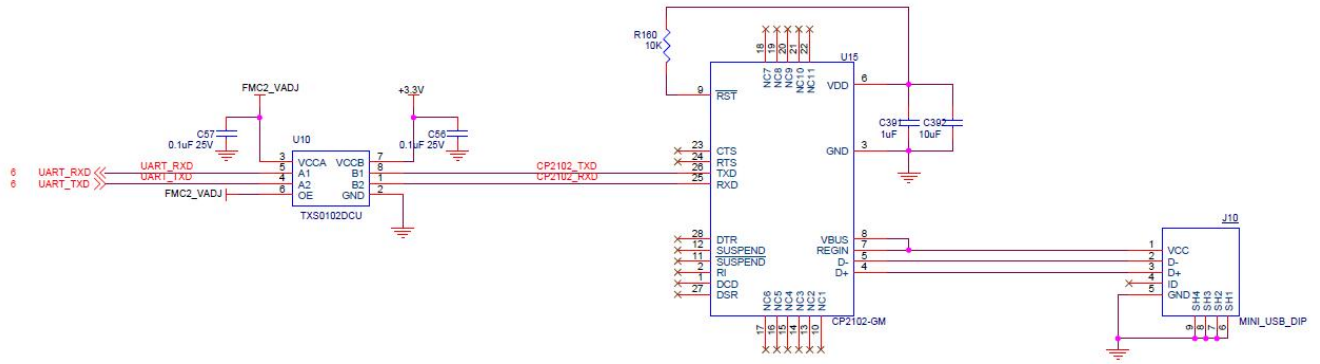 R160
10K
18
19
20
21
22
NC7
NC8
NC9
NC10
NC11
U15
9
RST
VDD
6
C391
1uF
C392
10uF
GND
3
FMC2_VADJ
C57
0.1uF 25V
+3.3V
C56
0.1uF 25V
U10
3 VCCA VCCB 7
5 A1 B1 8
4 A2 B2 1
6 OE GND 2
TXS0102DCU
6 UART_RXD UART_RXD
6 UART_TXD UART_TXD
FMC2_VADJ
CP2102_TXD
CP2102_RXD
23 CTS
24 RTS
26 TXD
25 RXD
28 DTR
12 SUSPEND
11 SUSPEND
2 RI
1 DCD
27 DSR
VBUS 8
REGIN 7
D- 5
D+ 4
NC6
NC5
NC4
NC3
NC2
NC1
17
16
15
14
13
10
CP2102-GM
J10
1 VCC
2 D-
3 D+
4 ID
5 GND
SH4
SH3
SH2
SH1
9
8
7
6
MINI_USB_DIP